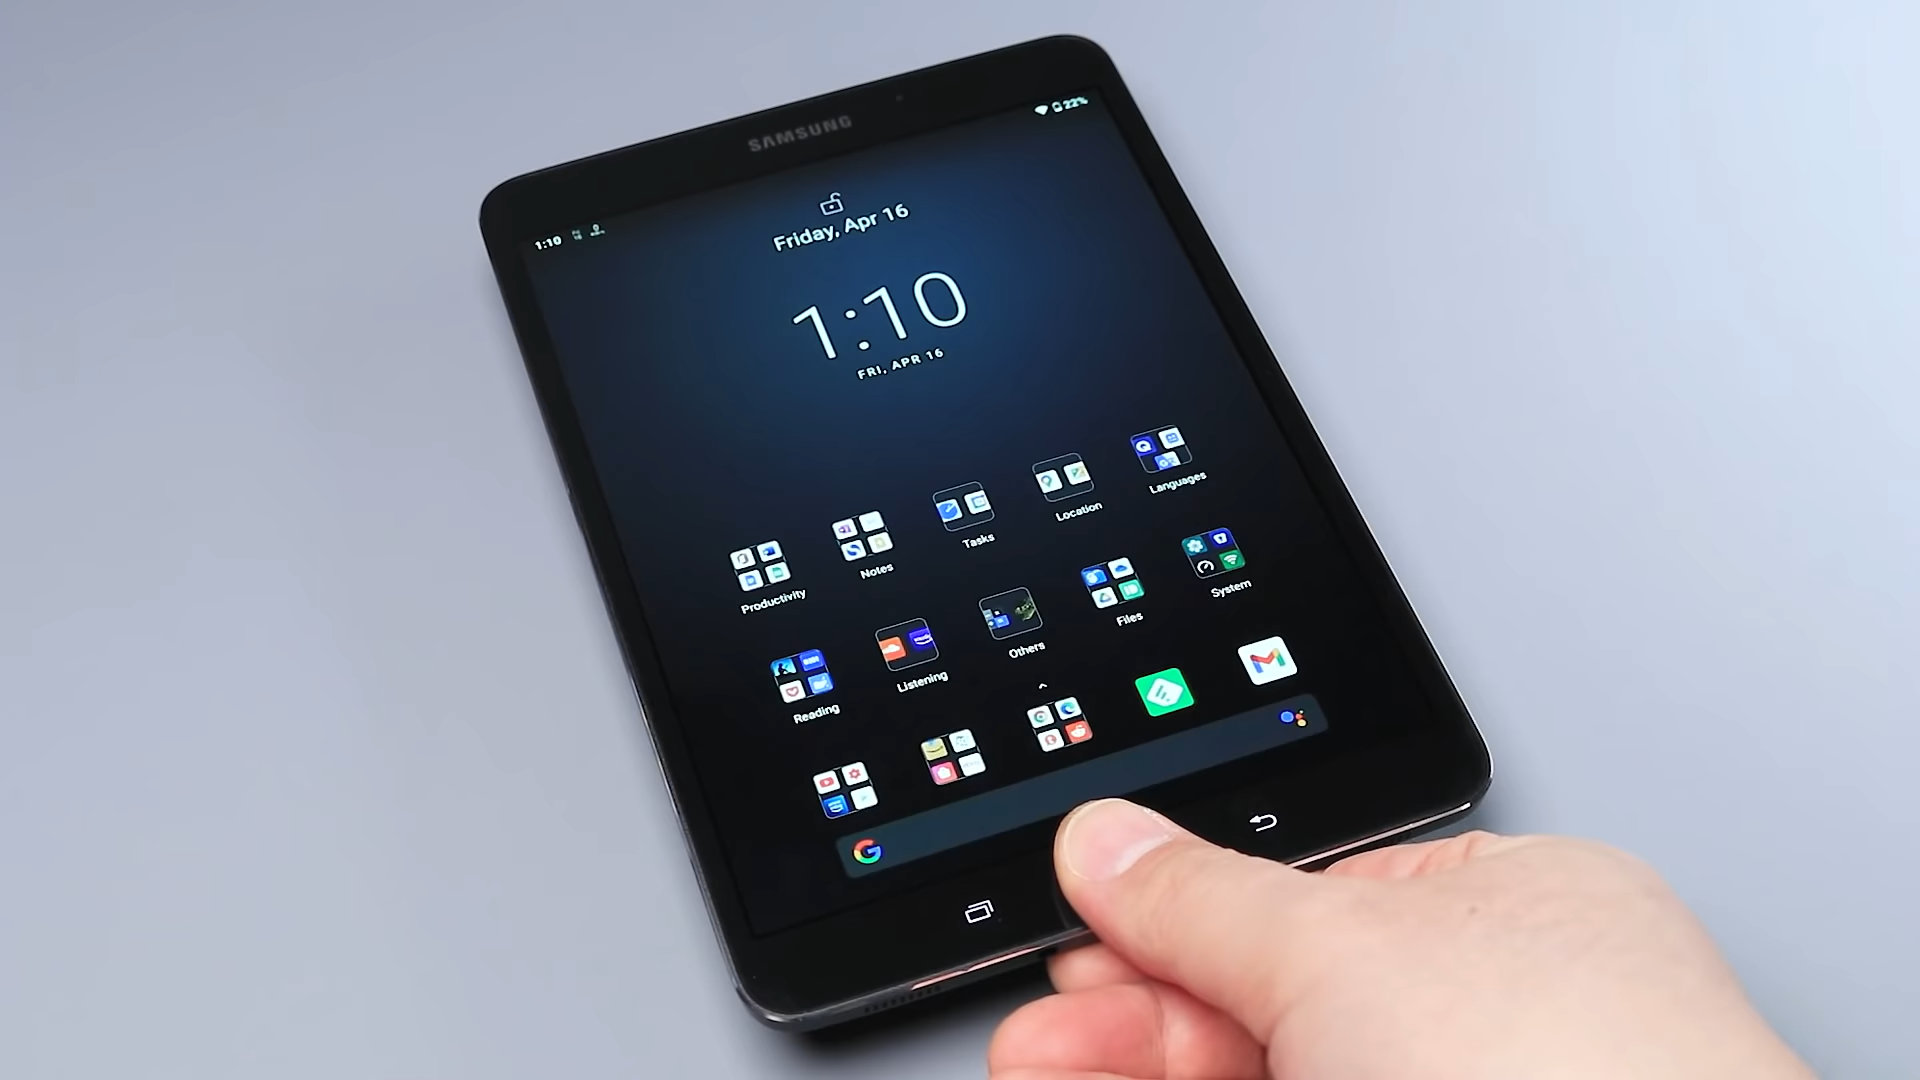 SAMSUNG
22%
1:10
Friday, Apr 16
1:10
FRI, APR 16
Productivity
Notes
Tasks
Location
Languages
Reading
Listening
Others
Files
System